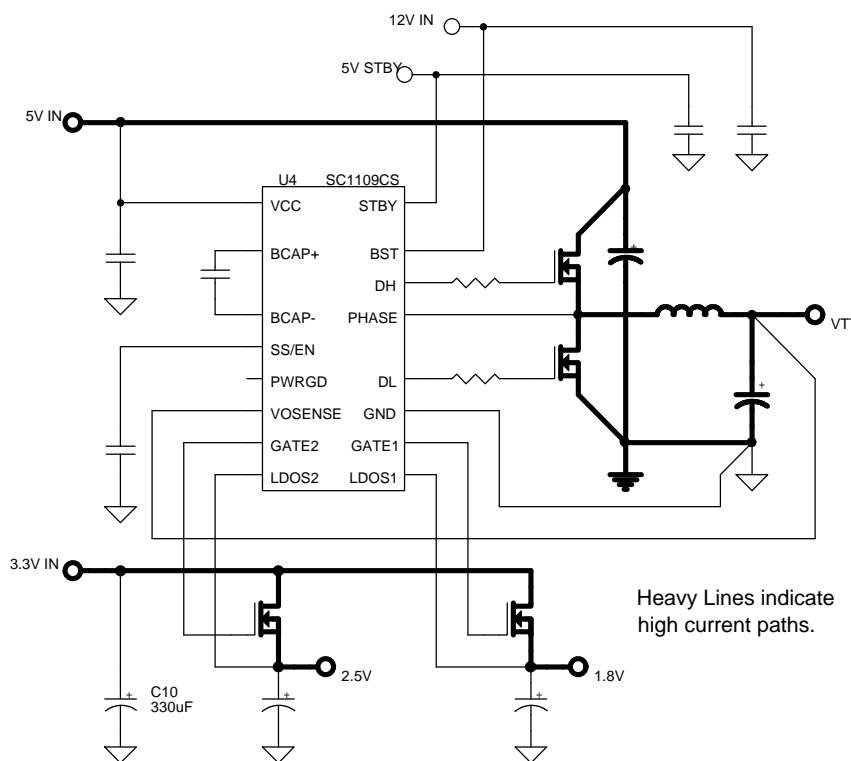 12V IN
5V STBY
5V IN
U4 SC1109CS
VCC STBY
BCAP+ BST
DH
BCAP- PHASE
SS/EN
PWRGD DL
VOSENSE GND
GATE2 GATE1
LDOS2 LDOS1
VT
3.3V IN
Heavy Lines indicate
high current paths.
2.5V
1.8V
C10
330uF